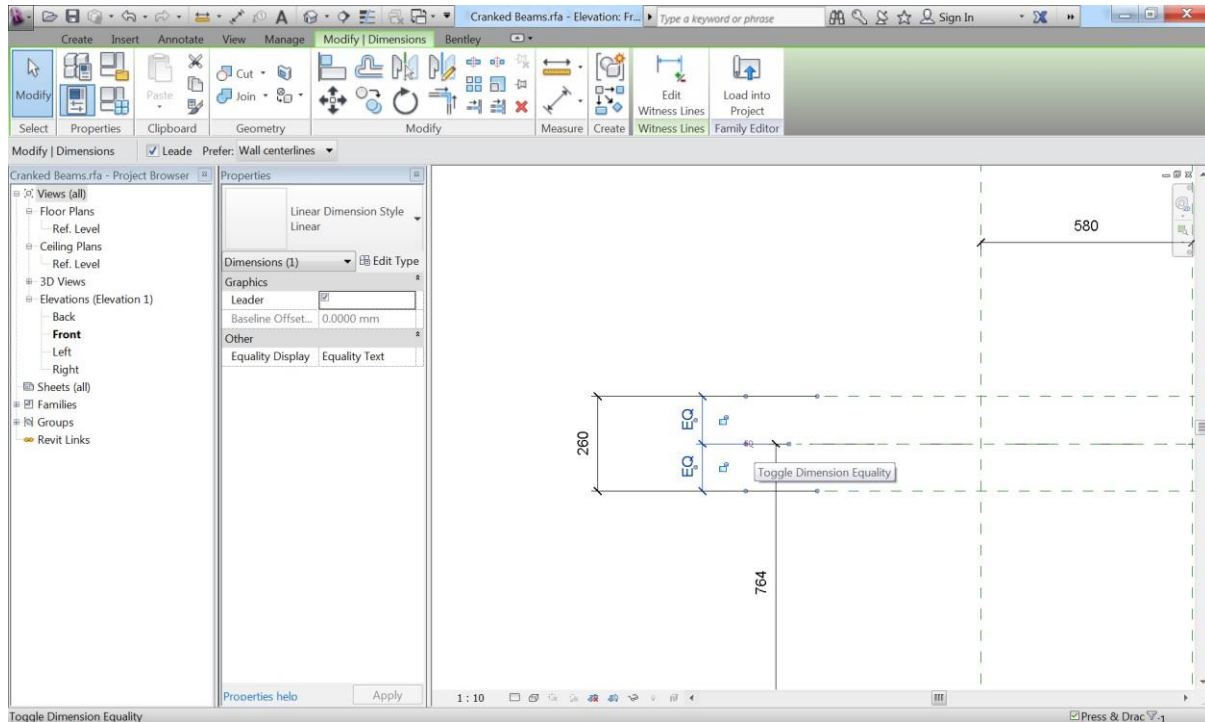 Cranked Beams.rfa - Elevation: Fr...
Type a keyword or phrase
Sign In
Create Insert Annotate View Manage Modify | Dimensions Bentley
Modify
Paste
Cut
Join
Edit
Witness Lines
Load into
Project
Select Properties Clipboard Geometry Modify Measure Create Witness Lines Family Editor
Modify | Dimensions Leade Prefer: Wall centerlines
Cranked Beams.rfa - Project Browser
Views (all)
Floor Plans
Ref. Level
Ceiling Plans
Ref. Level
3D Views
Elevations (Elevation 1)
Back
Front
Left
Right
Sheets (all)
Families
Groups
Revit Links
Properties
Linear Dimension Style
Linear
Dimensions (1) Edit Type
Graphics
Leader
Baseline Offset... 0.0000 mm
Other
Equality Display Equality Text
Properties help Apply
580
260
EQ
EQ
EQ
Toggle Dimension Equality
764
1 : 10
Toggle Dimension Equality
Press & Drac
:1